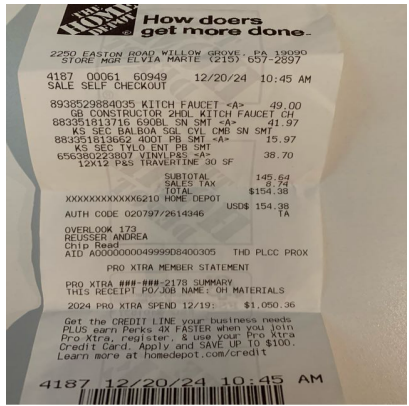 THE HOME DEPOT
How doers
get more done.
2250 EASTON ROAD WILLOW GROVE, PA 19090
STORE MGR ELVIA MARTE (215) 657-2897
4187 00061 60949 12/20/24 10:45 AM
SALE SELF CHECKOUT
8938529884035 KITCH FAUCET <A> 49.00
GB CONSTRUCTOR 2HDL KITCH FAUCET CH
883351813716 690BL SN SMT <A> 41.97
KS SEC BALBOA SGL CYL CMB SN SMT
883351813662 400T PB SMT <A> 15.97
KS SEC TYLO ENT PB SMT
656380223807 VINYLP&S <A> 38.70
12X12 P&S TRAVERTINE 30 SF
SUBTOTAL 145.64
SALES TAX 8.74
TOTAL $154.38
XXXXXXXXXXXX6210 HOME DEPOT
USD$ 154.38
AUTH CODE 020797/2614346 TA
OVERLOOK 173
REUSSER ANDREA
Chip Read
AID A0000000049999D8400305 THD PLCC PROX
PRO XTRA MEMBER STATEMENT
PRO XTRA ###-###-2178 SUMMARY
THIS RECEIPT PO/JOB NAME: OH MATERIALS
2024 PRO XTRA SPEND 12/19: $1,050.36
Get the CREDIT LINE your business needs
PLUS earn Perks 4X FASTER when you join
Pro Xtra, register, & use your Pro Xtra
Credit Card. Apply and SAVE UP TO $100.
Learn more at homedepot.com/credit
4187 12/20/24 10:45 AM